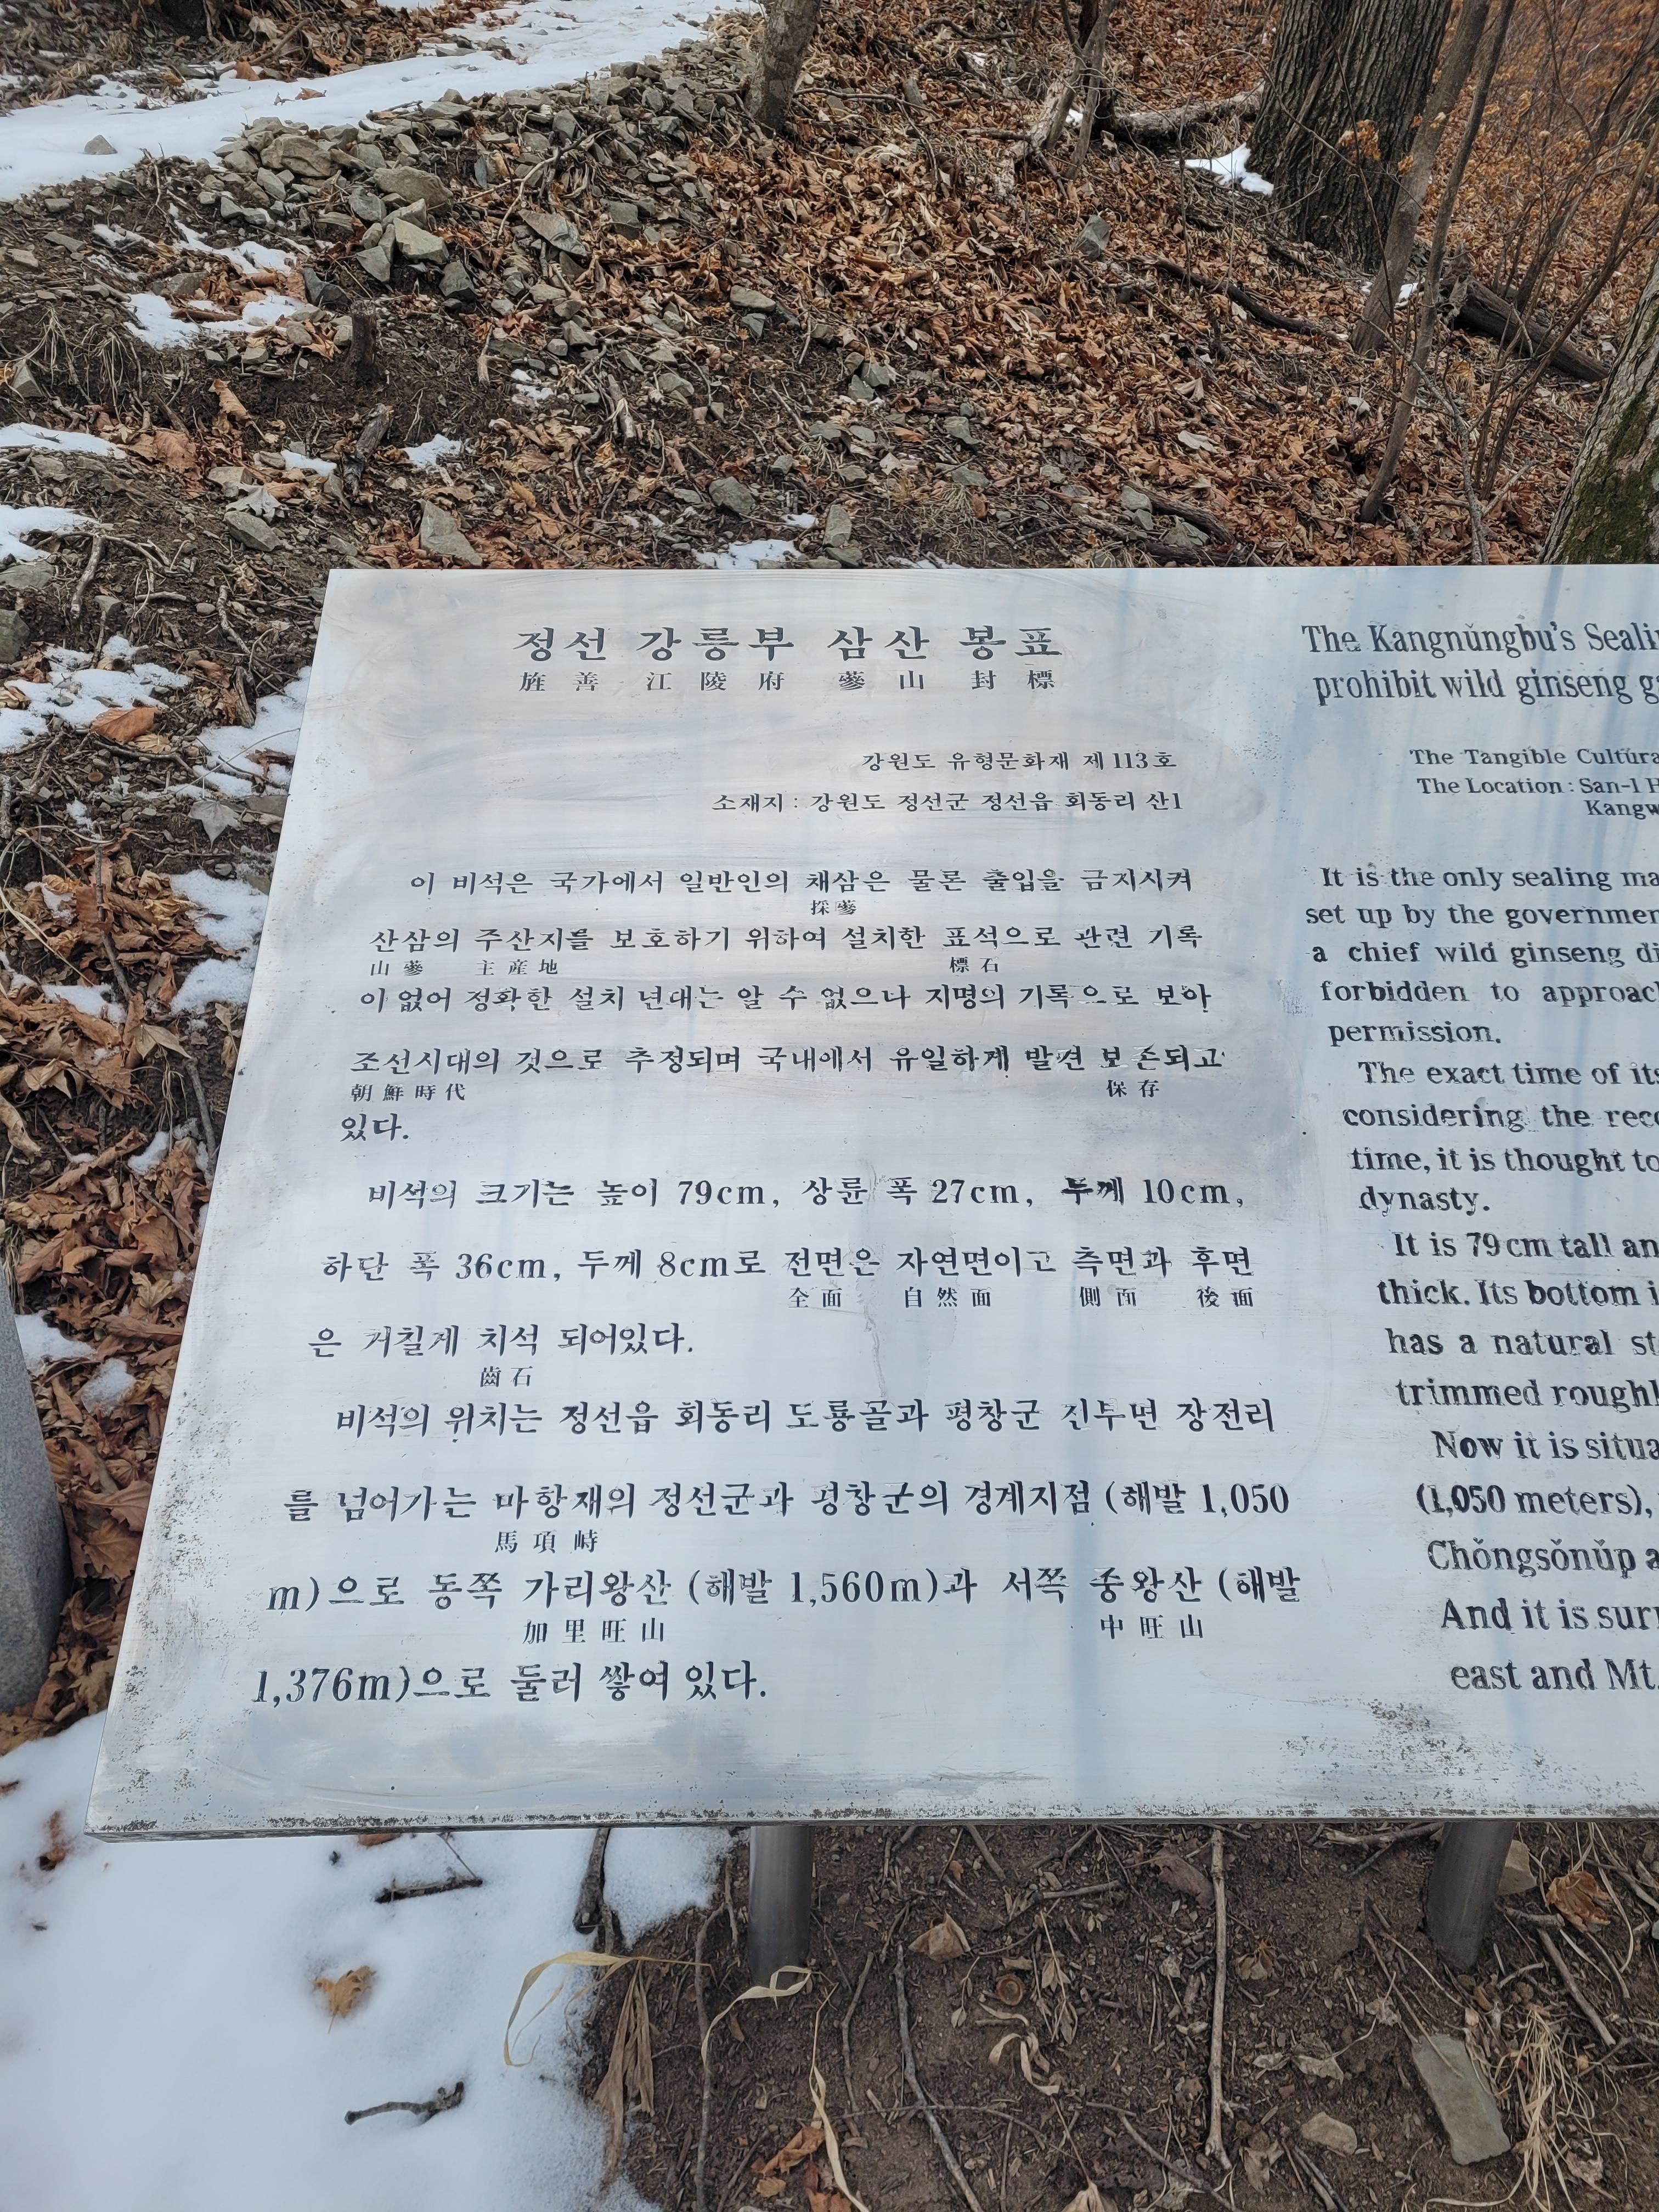 정선 강릉부 삼산 봉표
旌善 江陵府 蔘山 封標
강원도 유형문화재 제113호
소재지 : 강원도 정선군 정선읍 회동리 산1
이 비석은 국가에서 일반인의 채삼은 물론 출입을 금지시켜
採蔘
산삼의 주산지를 보호하기 위하여 설치한 표석으로 관련 기록
山蔘 主産地 標石
이 없어 정확한 설치 년대는 알 수 없으나 지명의 기록으로 보아
조선시대의 것으로 추정되며 국내에서 유일하게 발견 보존되고
朝鮮時代 保存
있다.
비석의 크기는 높이 79cm, 상륜 폭 27cm, 두께 10cm,
하단 폭 36cm, 두께 8cm로 전면은 자연면이고 측면과 후면
全面 自然面 側面 後面
은 거칠게 치석 되어있다.
齒石
비석의 위치는 정선읍 회동리 도룡골과 평창군 진부면 장전리
를 넘어가는 마항재의 정선군과 평창군의 경계지점 (해발 1,050
馬項峙
m)으로 동쪽 가리왕산 (해발 1,560m)과 서쪽 중왕산 (해발
加里旺山 中旺山
1,376m)으로 둘러 쌓여 있다.
The Kangnŭngbu's
prohibit wild ginseng
The Tangible
The Location : San-1
It is the only sealing
set up by the
a chief wild ginseng
forbidden to
permission.
The exact time of
considering the
time, it is thought to
dynasty.
It is 79cm tall
thick. Its bottom
has a natural
trimmed
Now it is
(1,050 meters),
Chŏngsŏnŭp
And it is
east and Mt.